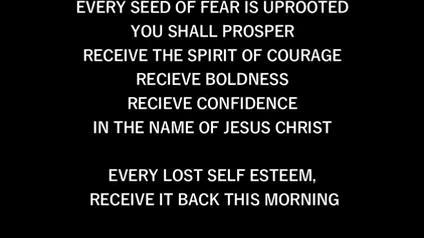 EVERY SEED OF FEAR IS UPROOTED
YOU SHALL PROSPER
RECEIVE THE SPIRIT OF COURAGE
RECIEVE BOLDNESS
RECIEVE CONFIDENCE
IN THE NAME OF JESUS CHRIST
EVERY LOST SELF ESTEEM,
RECEIVE IT BACK THIS MORNING